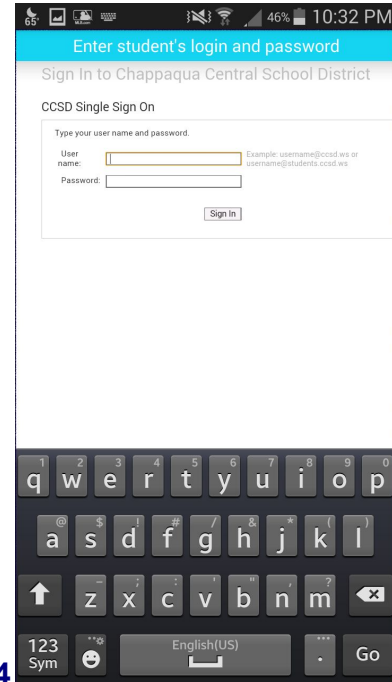 65°
46% 10:32 PM
Enter student's login and password
Sign In to Chappaqua Central School District
CCSD Single Sign On
Type your user name and password.
User name:
Example: username@ccsd.ws or
username@students.ccsd.ws
Password:
Sign In
1 2 3 4 5 6 7 8 9 0
q w e r t y u i o p
@ $ ! # / & * ( )
a s d f g h j k l
_ ; : ' " , ?
z x c v b n m
123
Sym
English(US)
.
Go
4